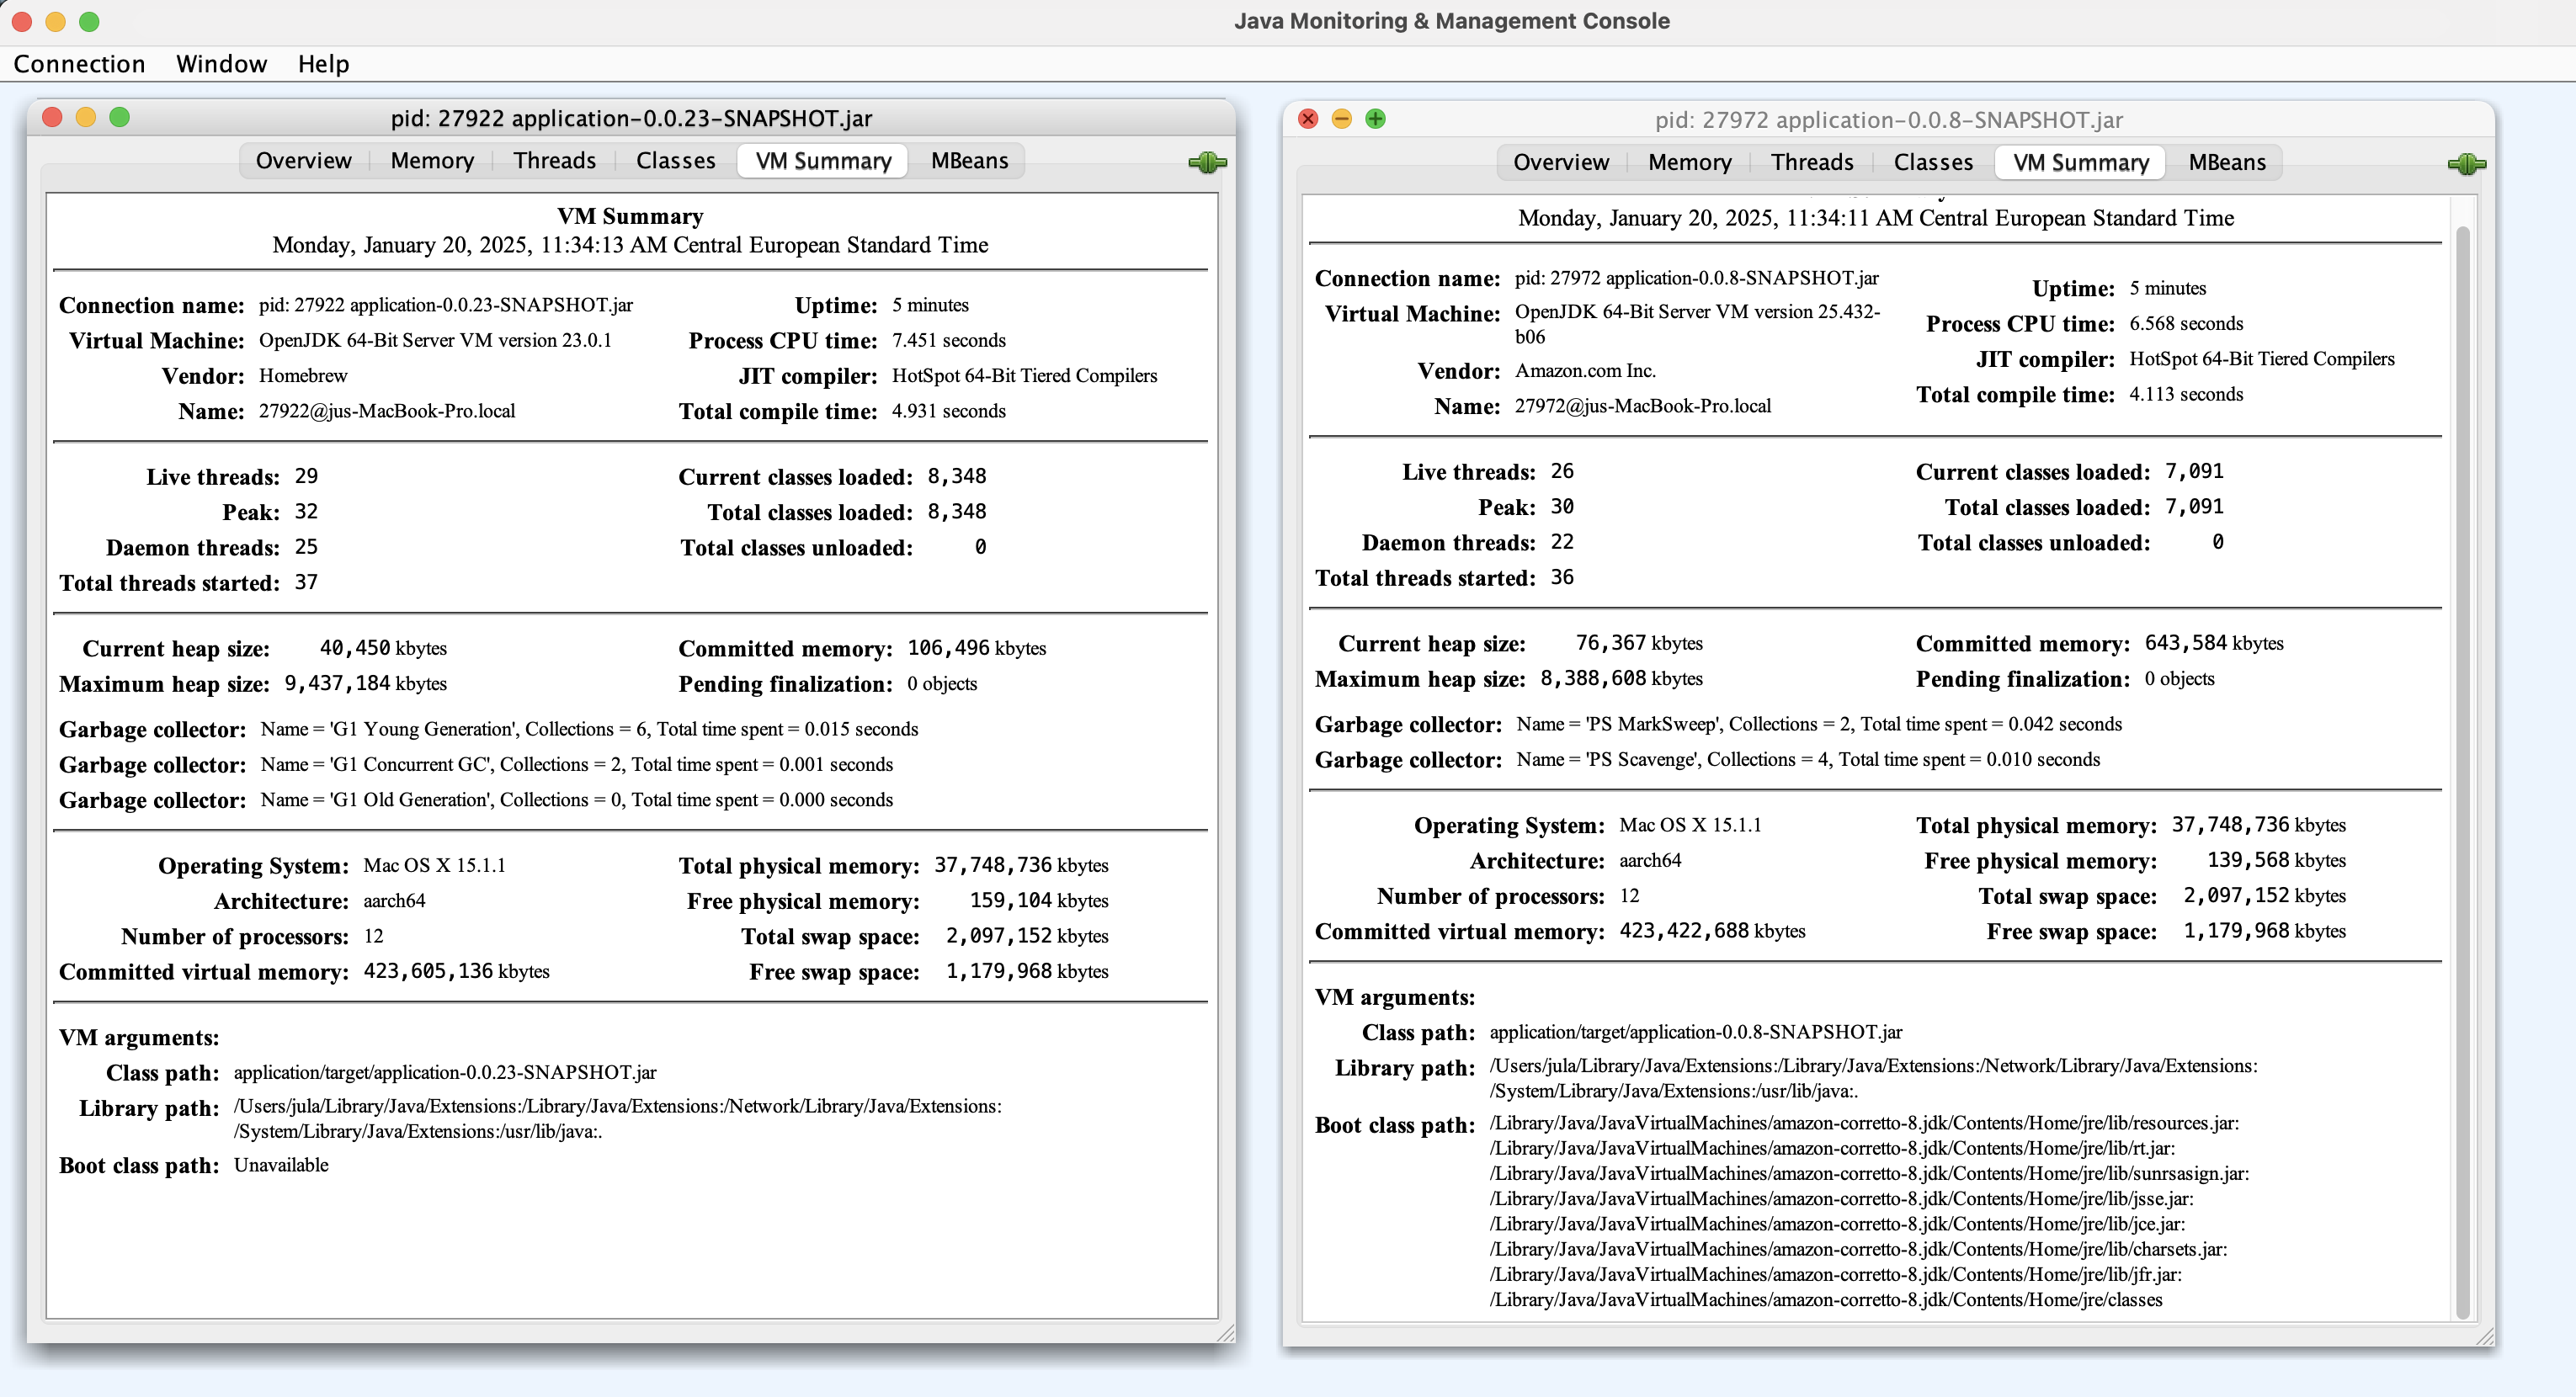 Java Monitoring & Management Console
Connection Window Help
pid: 27922 application-0.0.23-SNAPSHOT.jar
Overview Memory Threads Classes VM Summary MBeans
VM Summary
Monday, January 20, 2025, 11:34:13 AM Central European Standard Time
Connection name: pid: 27922 application-0.0.23-SNAPSHOT.jar
Virtual Machine: OpenJDK 64-Bit Server VM version 23.0.1
Vendor: Homebrew
Name: 27922@jus-MacBook-Pro.local
Uptime: 5 minutes
Process CPU time: 7.451 seconds
JIT compiler: HotSpot 64-Bit Tiered Compilers
Total compile time: 4.931 seconds
Live threads: 29
Peak: 32
Daemon threads: 25
Total threads started: 37
Current classes loaded: 8,348
Total classes loaded: 8,348
Total classes unloaded: 0
Current heap size: 40,450 kbytes
Maximum heap size: 9,437,184 kbytes
Committed memory: 106,496 kbytes
Pending finalization: 0 objects
Garbage collector: Name = 'G1 Young Generation', Collections = 6, Total time spent = 0.015 seconds
Garbage collector: Name = 'G1 Concurrent GC', Collections = 2, Total time spent = 0.001 seconds
Garbage collector: Name = 'G1 Old Generation', Collections = 0, Total time spent = 0.000 seconds
Operating System: Mac OS X 15.1.1
Architecture: aarch64
Number of processors: 12
Committed virtual memory: 423,605,136 kbytes
Total physical memory: 37,748,736 kbytes
Free physical memory: 159,104 kbytes
Total swap space: 2,097,152 kbytes
Free swap space: 1,179,968 kbytes
VM arguments:
Class path: application/target/application-0.0.23-SNAPSHOT.jar
Library path: /Users/jula/Library/Java/Extensions:/Library/Java/Extensions:/Network/Library/Java/Extensions:
/System/Library/Java/Extensions:/usr/lib/java:.
Boot class path: Unavailable
pid: 27972 application-0.0.8-SNAPSHOT.jar
Overview Memory Threads Classes VM Summary MBeans
Monday, January 20, 2025, 11:34:11 AM Central European Standard Time
Connection name: pid: 27972 application-0.0.8-SNAPSHOT.jar
Virtual Machine: OpenJDK 64-Bit Server VM version 25.432-
b06
Vendor: Amazon.com Inc.
Name: 27972@jus-MacBook-Pro.local
Uptime: 5 minutes
Process CPU time: 6.568 seconds
JIT compiler: HotSpot 64-Bit Tiered Compilers
Total compile time: 4.113 seconds
Live threads: 26
Peak: 30
Daemon threads: 22
Total threads started: 36
Current classes loaded: 7,091
Total classes loaded: 7,091
Total classes unloaded: 0
Current heap size: 76,367 kbytes
Maximum heap size: 8,388,608 kbytes
Committed memory: 643,584 kbytes
Pending finalization: 0 objects
Garbage collector: Name = 'PS MarkSweep', Collections = 2, Total time spent = 0.042 seconds
Garbage collector: Name = 'PS Scavenge', Collections = 4, Total time spent = 0.010 seconds
Operating System: Mac OS X 15.1.1
Architecture: aarch64
Number of processors: 12
Committed virtual memory: 423,422,688 kbytes
Total physical memory: 37,748,736 kbytes
Free physical memory: 139,568 kbytes
Total swap space: 2,097,152 kbytes
Free swap space: 1,179,968 kbytes
VM arguments:
Class path: application/target/application-0.0.8-SNAPSHOT.jar
Library path: /Users/jula/Library/Java/Extensions:/Library/Java/Extensions:/Network/Library/Java/Extensions:
/System/Library/Java/Extensions:/usr/lib/java:.
Boot class path: /Library/Java/JavaVirtualMachines/amazon-corretto-8.jdk/Contents/Home/jre/lib/resources.jar:
/Library/Java/JavaVirtualMachines/amazon-corretto-8.jdk/Contents/Home/jre/lib/rt.jar:
/Library/Java/JavaVirtualMachines/amazon-corretto-8.jdk/Contents/Home/jre/lib/sunrsasign.jar:
/Library/Java/JavaVirtualMachines/amazon-corretto-8.jdk/Contents/Home/jre/lib/jsse.jar:
/Library/Java/JavaVirtualMachines/amazon-corretto-8.jdk/Contents/Home/jre/lib/jce.jar:
/Library/Java/JavaVirtualMachines/amazon-corretto-8.jdk/Contents/Home/jre/lib/charsets.jar:
/Library/Java/JavaVirtualMachines/amazon-corretto-8.jdk/Contents/Home/jre/lib/jfr.jar:
/Library/Java/JavaVirtualMachines/amazon-corretto-8.jdk/Contents/Home/jre/classes